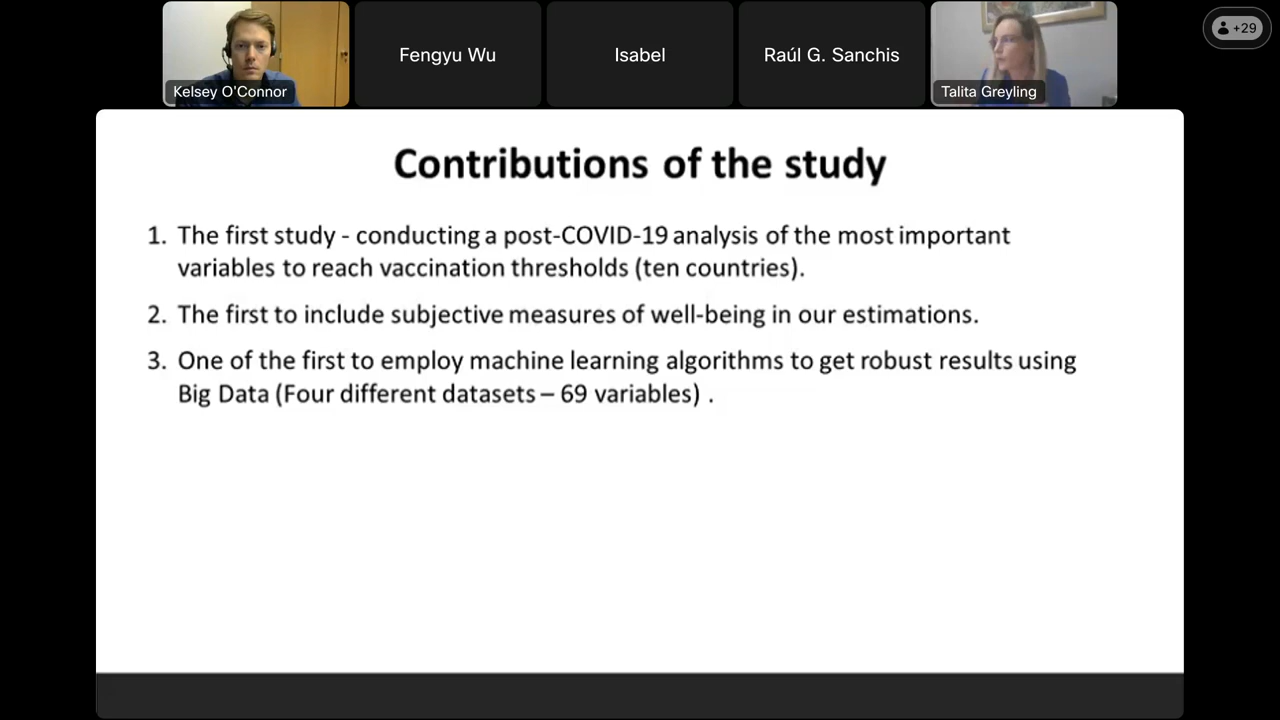 Kelsey O'Connor
Fengyu Wu
Isabel
Raúl G. Sanchis
Talita Greyling
+29
Contributions of the study
1. The first study - conducting a post-COVID-19 analysis of the most important
variables to reach vaccination thresholds (ten countries).
2. The first to include subjective measures of well-being in our estimations.
3. One of the first to employ machine learning algorithms to get robust results using
Big Data (Four different datasets – 69 variables) .